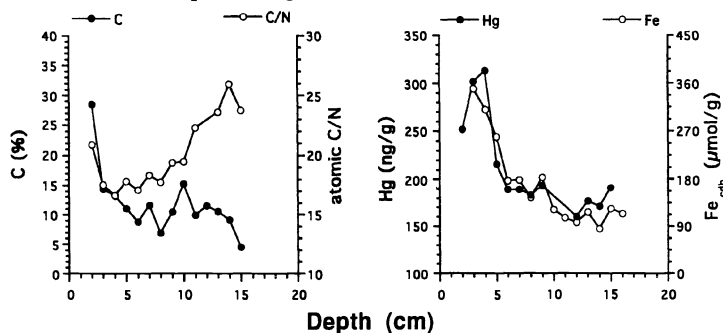 C C/N Hg Fe
40 30 350 450
35
25 300 360
30
25 250 270
20 20
15 200 180
10 15 150 90
5
0 10 100 0
0 5 10 15 20 0 5 10 15 20
C (%)
atomic C/N
Hg (ng/g)
Fe cdb (µmol/g)
Depth (cm)